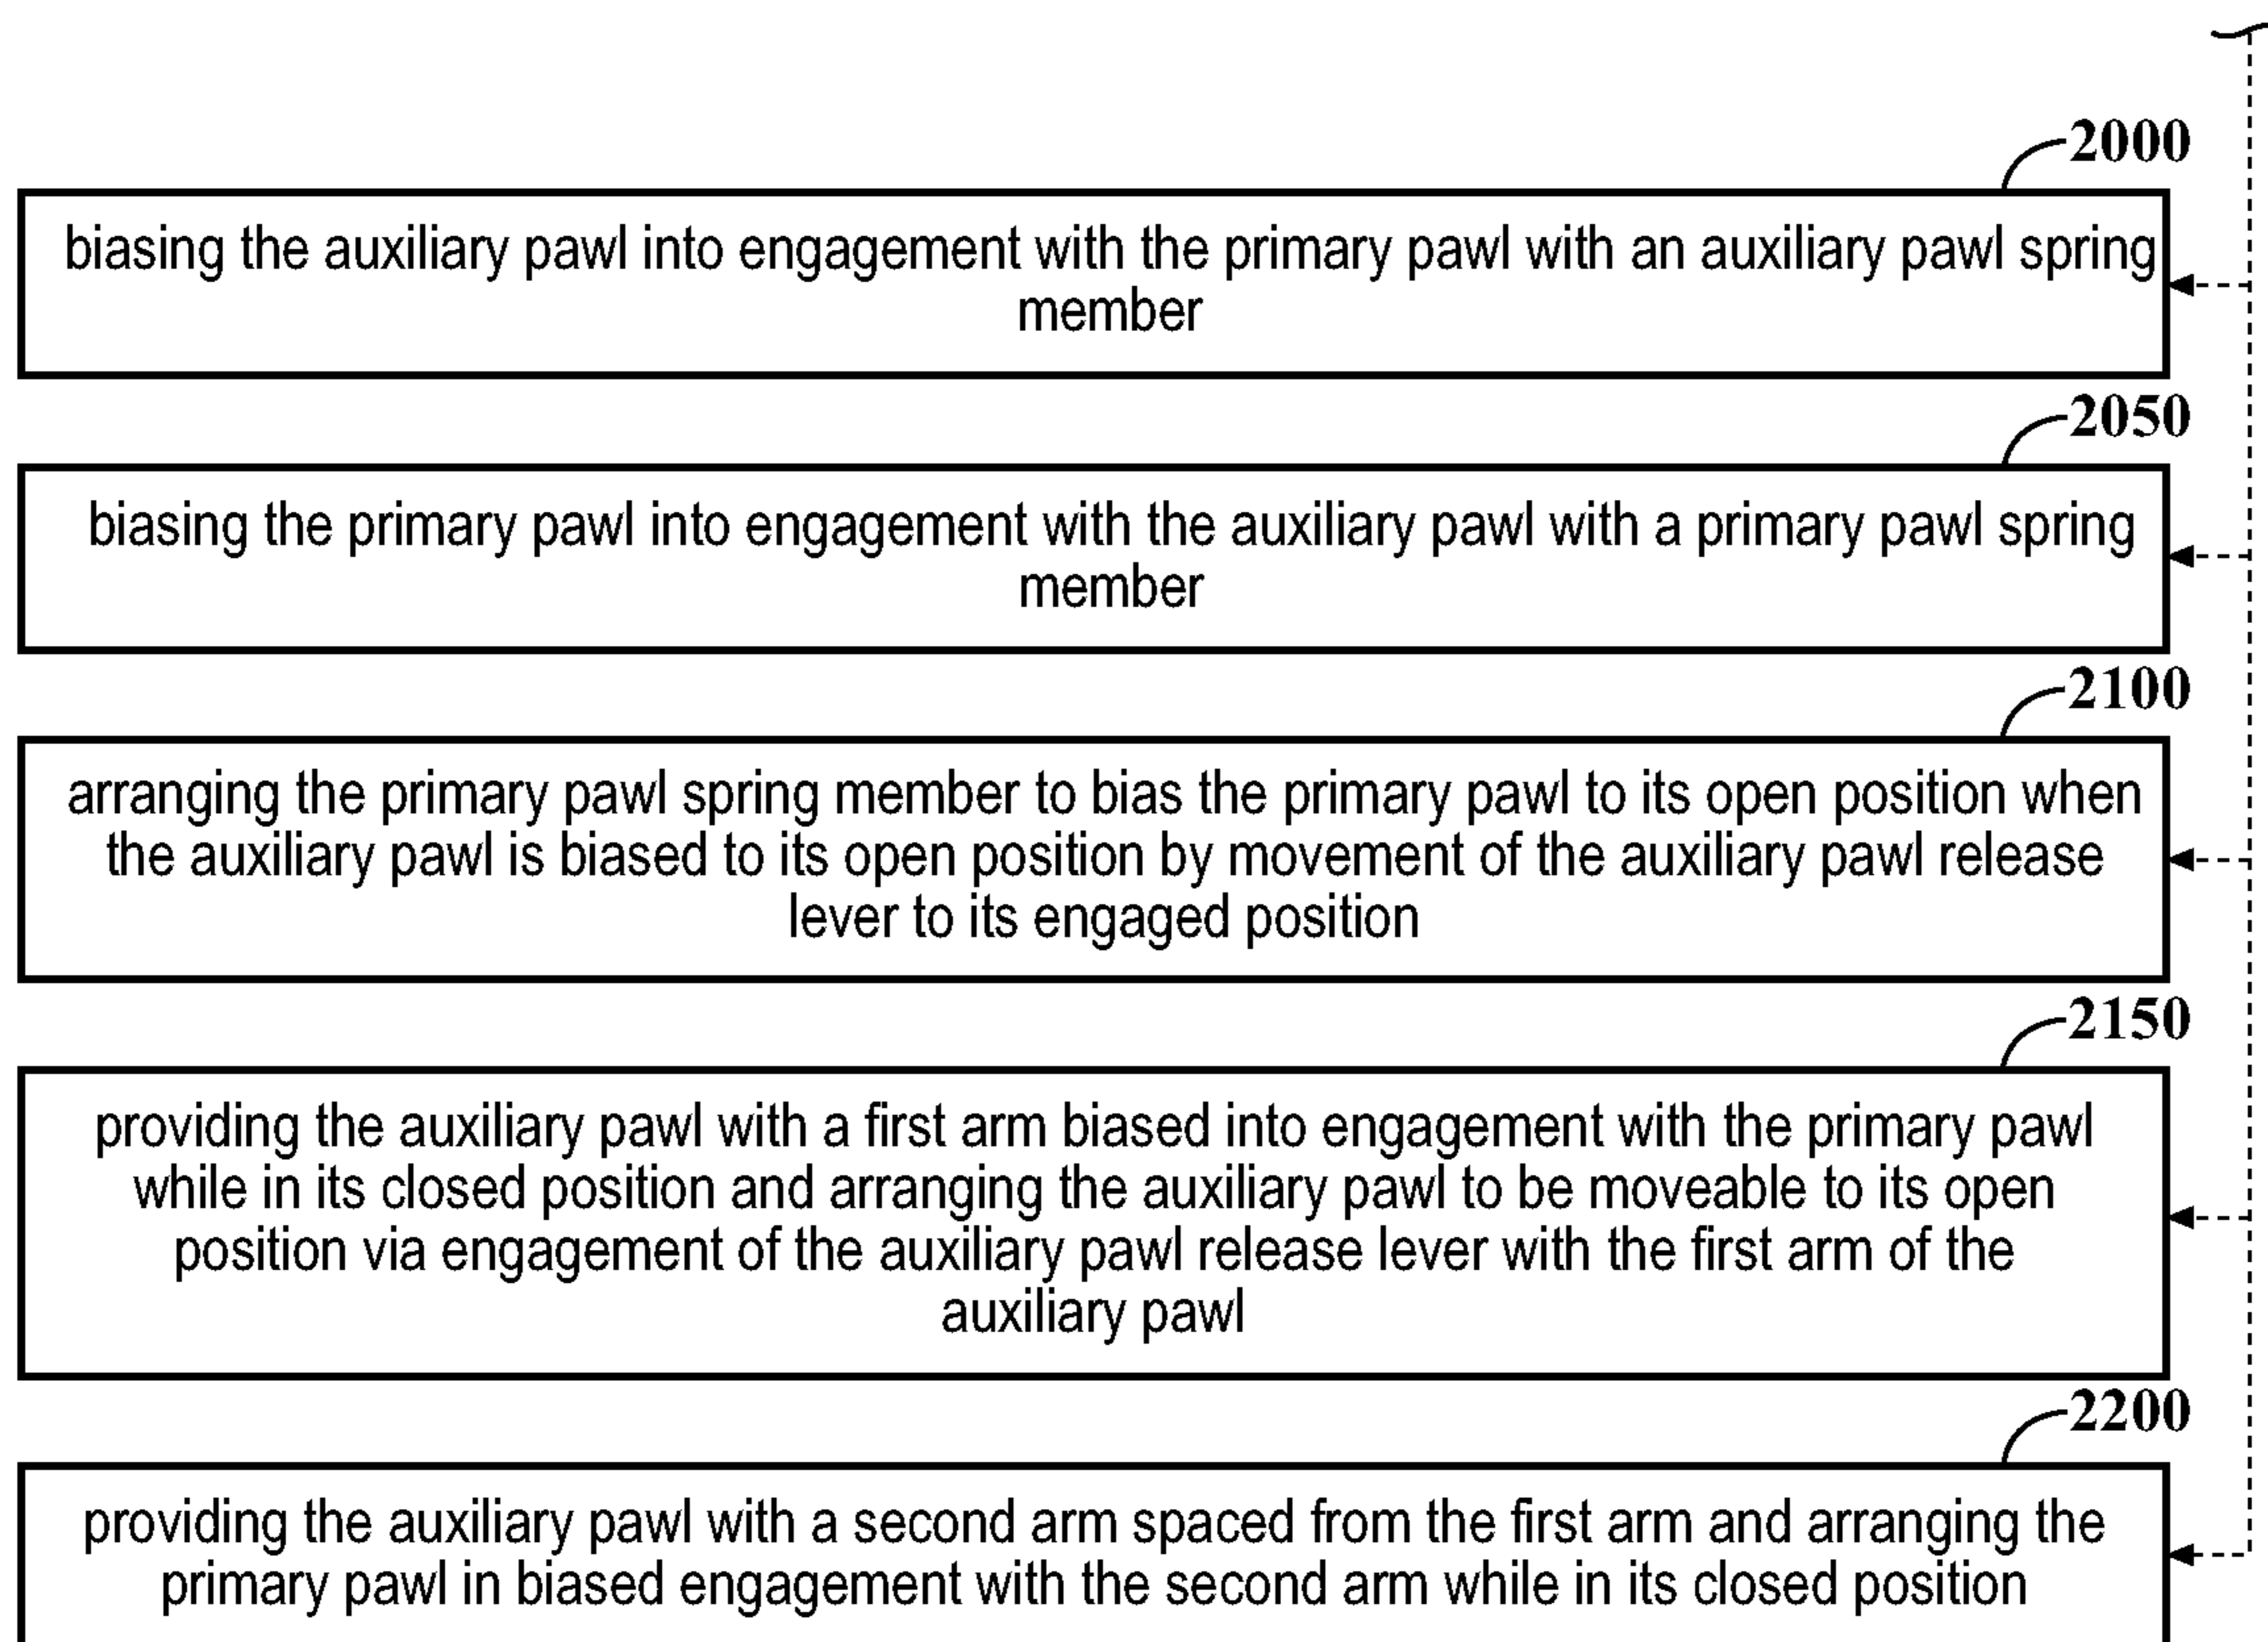 2000
biasing the auxiliary pawl into engagement with the primary pawl with an auxiliary pawl spring
member
2050
biasing the primary pawl into engagement with the auxiliary pawl with a primary pawl spring
member
2100
arranging the primary pawl spring member to bias the primary pawl to its open position when
the auxiliary pawl is biased to its open position by movement of the auxiliary pawl release
lever to its engaged position
2150
providing the auxiliary pawl with a first arm biased into engagement with the primary pawl
while in its closed position and arranging the auxiliary pawl to be moveable to its open
position via engagement of the auxiliary pawl release lever with the first arm of the
auxiliary pawl
2200
providing the auxiliary pawl with a second arm spaced from the first arm and arranging the
primary pawl in biased engagement with the second arm while in its closed position